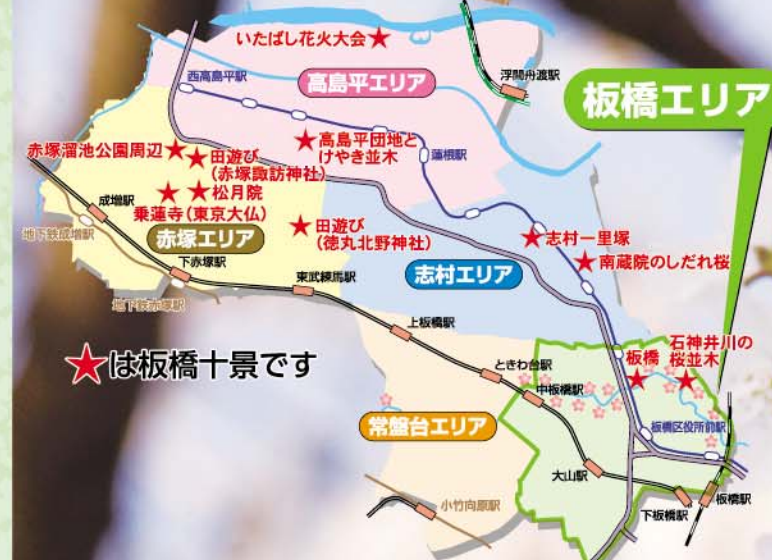 いたばし花火大会★
西高島平駅
高島平エリア
浮間舟渡駅
板橋エリア
赤塚溜池公園周辺★
★田遊び
(赤塚諏訪神社)
★高島平団地と
けやき並木
蓮根駅
★松月院
★
乗蓮寺(東京大仏)
成増駅
地下鉄成増駅
赤塚エリア
★田遊び
(徳丸北野神社)
★志村一里塚
★南蔵院のしだれ桜
志村エリア
下赤塚駅
地下鉄赤塚駅
東武練馬駅
上板橋駅
★は板橋十景です
ときわ台駅
中板橋駅
板橋
★
石神井川の
桜並木
★
常盤台エリア
板橋区役所前駅
大山駅
小竹向原駅
下板橋駅
板橋駅